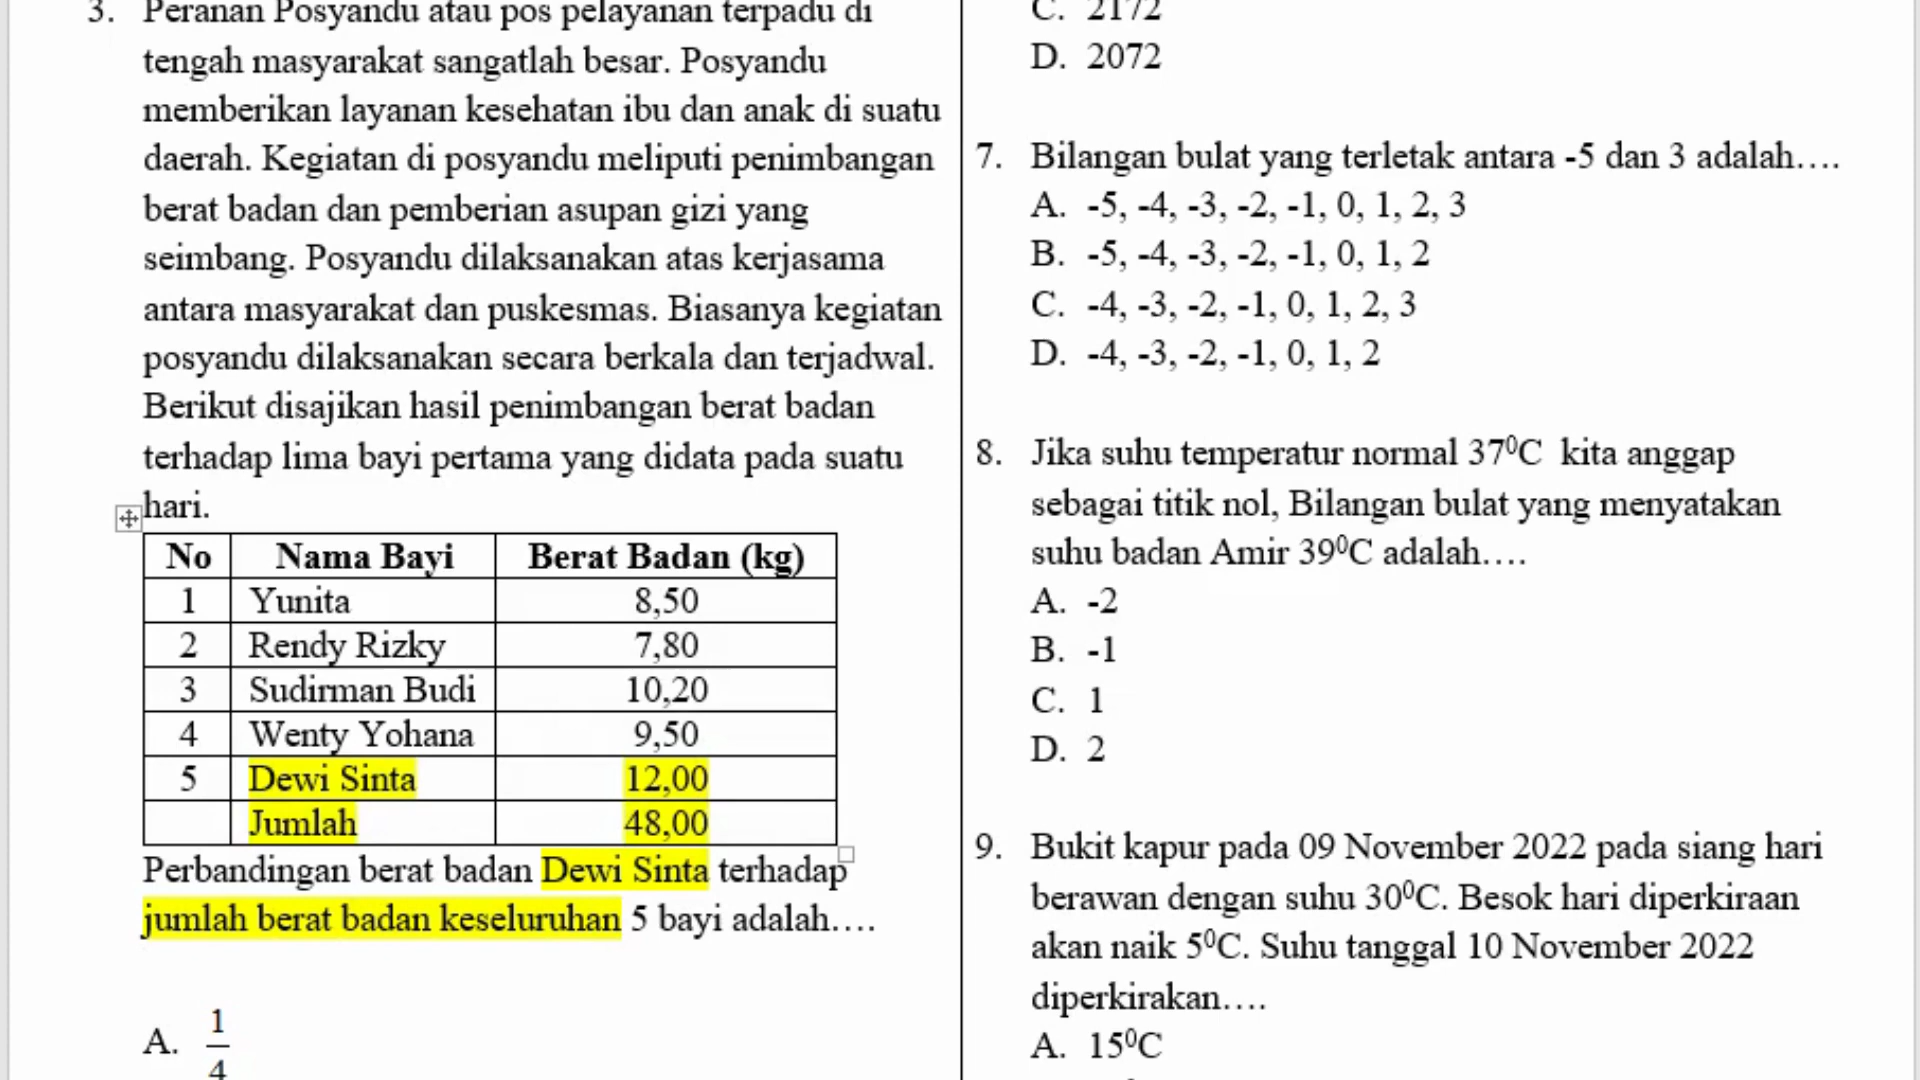 3. Peranan Posyandu atau pos pelayanan terpadu di
tengah masyarakat sangatlah besar. Posyandu
memberikan layanan kesehatan ibu dan anak di suatu
daerah. Kegiatan di posyandu meliputi penimbangan
berat badan dan pemberian asupan gizi yang
seimbang. Posyandu dilaksanakan atas kerjasama
antara masyarakat dan puskesmas. Biasanya kegiatan
posyandu dilaksanakan secara berkala dan terjadwal.
Berikut disajikan hasil penimbangan berat badan
terhadap lima bayi pertama yang didata pada suatu
hari.
No Nama Bayi Berat Badan (kg)
1 Yunita 8,50
2 Rendy Rizky 7,80
3 Sudirman Budi 10,20
4 Wenty Yohana 9,50
5 Dewi Sinta 12,00
Jumlah 48,00
Perbandingan berat badan Dewi Sinta terhadap
jumlah berat badan keseluruhan 5 bayi adalah….
A. 1/4
C. 2172
D. 2072
7. Bilangan bulat yang terletak antara -5 dan 3 adalah….
A. -5, -4, -3, -2, -1, 0, 1, 2, 3
B. -5, -4, -3, -2, -1, 0, 1, 2
C. -4, -3, -2, -1, 0, 1, 2, 3
D. -4, -3, -2, -1, 0, 1, 2
8. Jika suhu temperatur normal 37⁰C kita anggap
sebagai titik nol, Bilangan bulat yang menyatakan
suhu badan Amir 39⁰C adalah….
A. -2
B. -1
C. 1
D. 2
9. Bukit kapur pada 09 November 2022 pada siang hari
berawan dengan suhu 30⁰C. Besok hari diperkiraan
akan naik 5⁰C. Suhu tanggal 10 November 2022
diperkirakan….
A. 15⁰C